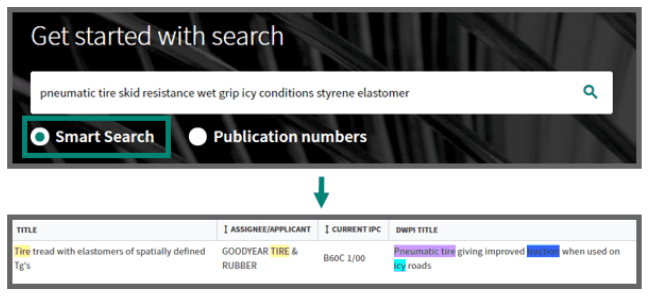 Get started with search
pneumatic tire skid resistance wet grip icy conditions styrene elastomer
Smart Search
Publication numbers
TITLE
ASSIGNEE/APPLICANT
CURRENT IPC
DWPI TITLE
Tire tread with elastomers of spatially defined
Tg's
GOODYEAR TIRE &
RUBBER
B60C 1/00
Pneumatic tire giving improved traction when used on
icy roads